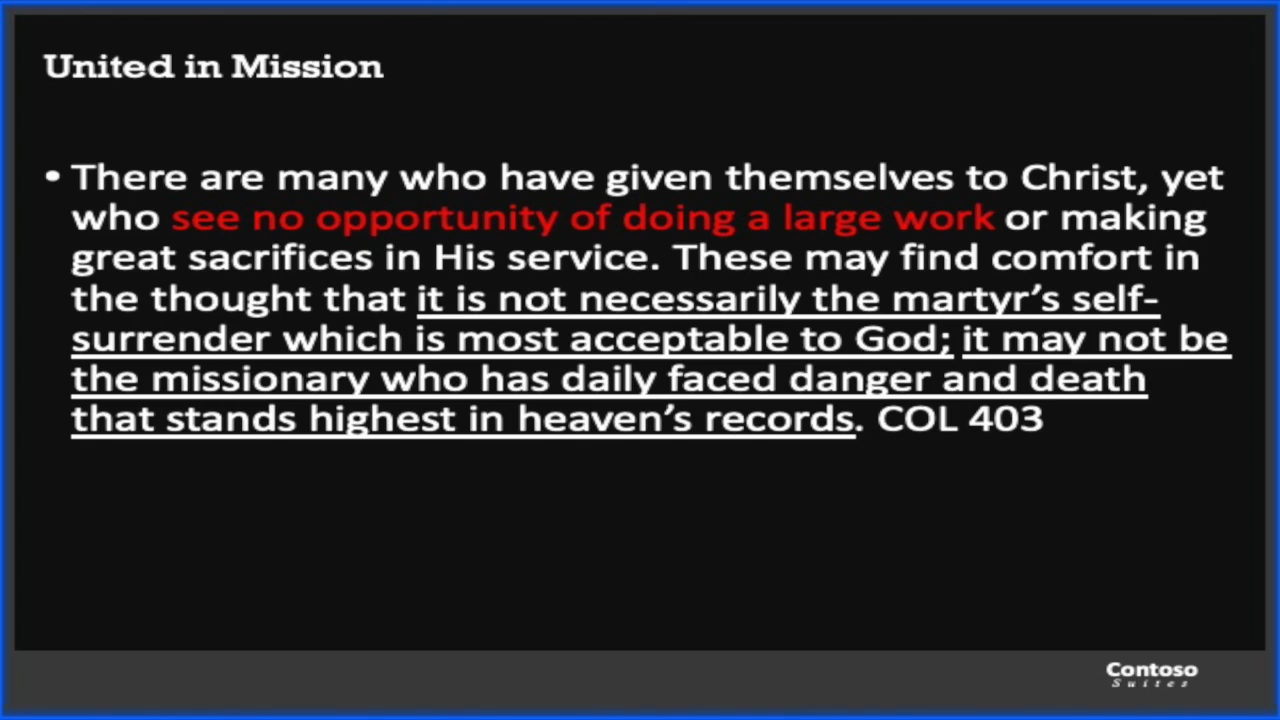 United in Mission
• There are many who have given themselves to Christ, yet
who see no opportunity of doing a large work or making
great sacrifices in His service. These may find comfort in
the thought that it is not necessarily the martyr’s self-
surrender which is most acceptable to God; it may not be
the missionary who has daily faced danger and death
that stands highest in heaven’s records. COL 403
Contoso
Suites